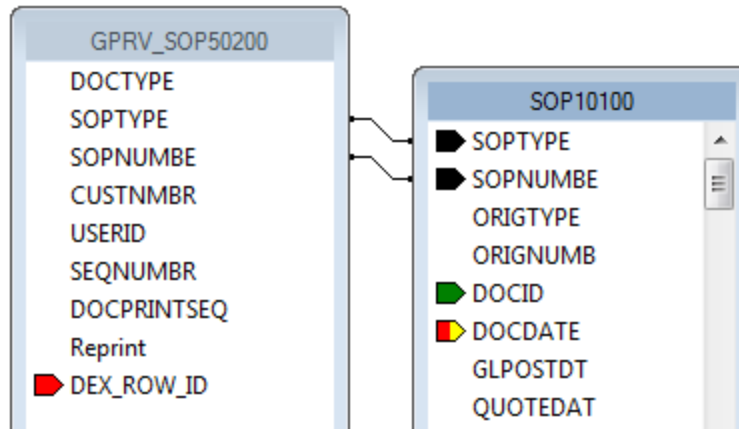 GPRV_SOP50200
DOCTYPE
SOPTYPE
SOPNUMBE
CUSTNMBR
USERID
SEQNUMBR
DOCPRINTSEQ
Reprint
DEX_ROW_ID
SOP10100
SOPTYPE
SOPNUMBE
ORIGTYPE
ORIGNUMB
DOCID
DOCDATE
GLPOSTDT
QUOTEDAT